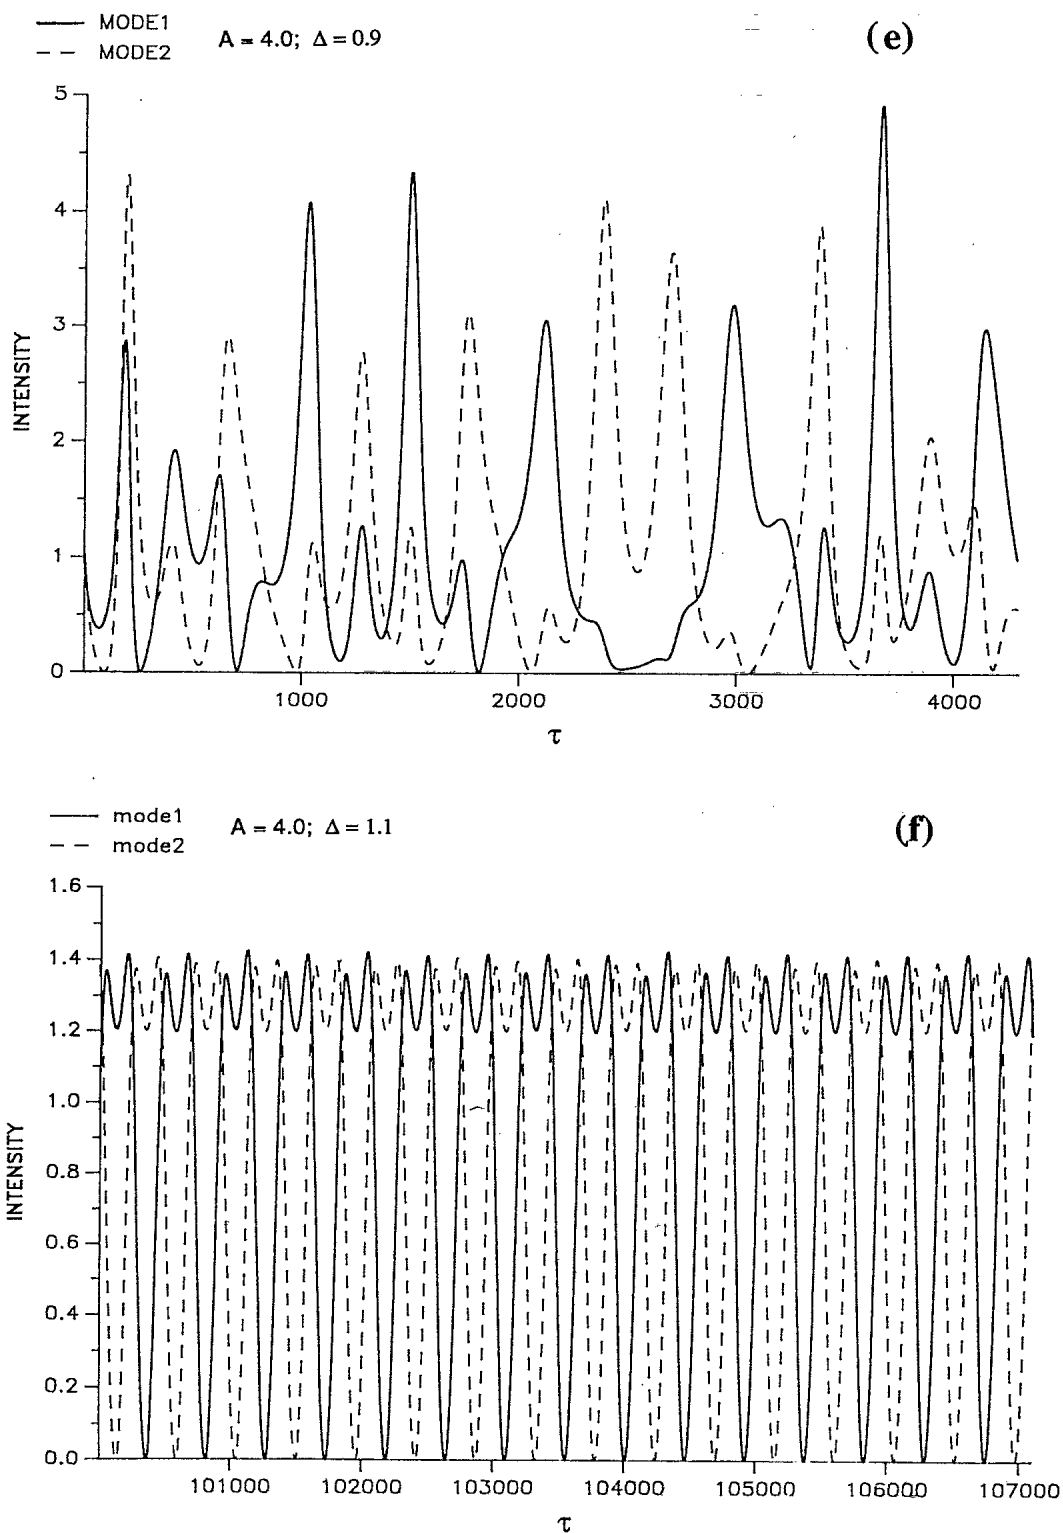 MODE1
MODE2
A = 4.0; Δ = 0.9
(e)
5
4
3
2
1
0
INTENSITY
1000
2000
3000
4000
τ
mode1
mode2
A = 4.0; Δ = 1.1
(f)
1.6
1.4
1.2
1.0
0.8
0.6
0.4
0.2
0.0
INTENSITY
101000
102000
103000
104000
105000
106000
107000
τ